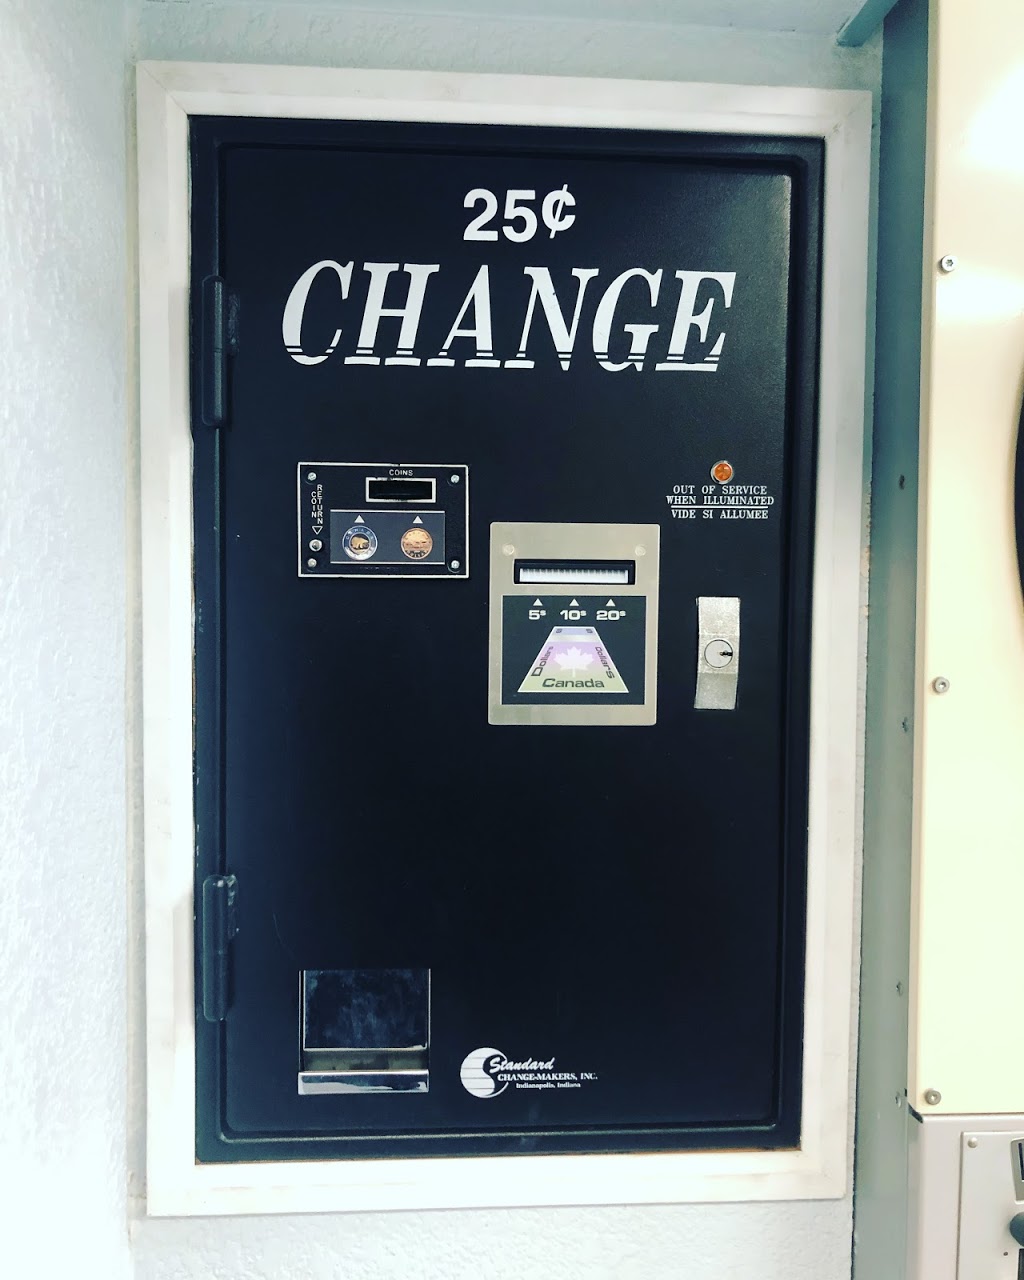 25¢
CHANGE
COINS
COIN RETURN
OUT OF SERVICE
WHEN ILLUMINATED
VIDE SI ALLUMEE
5s 10s 20s
$ $
Dollars Dollars
Canada
Standard
CHANGE-MAKERS, INC.
Indianapolis, Indiana